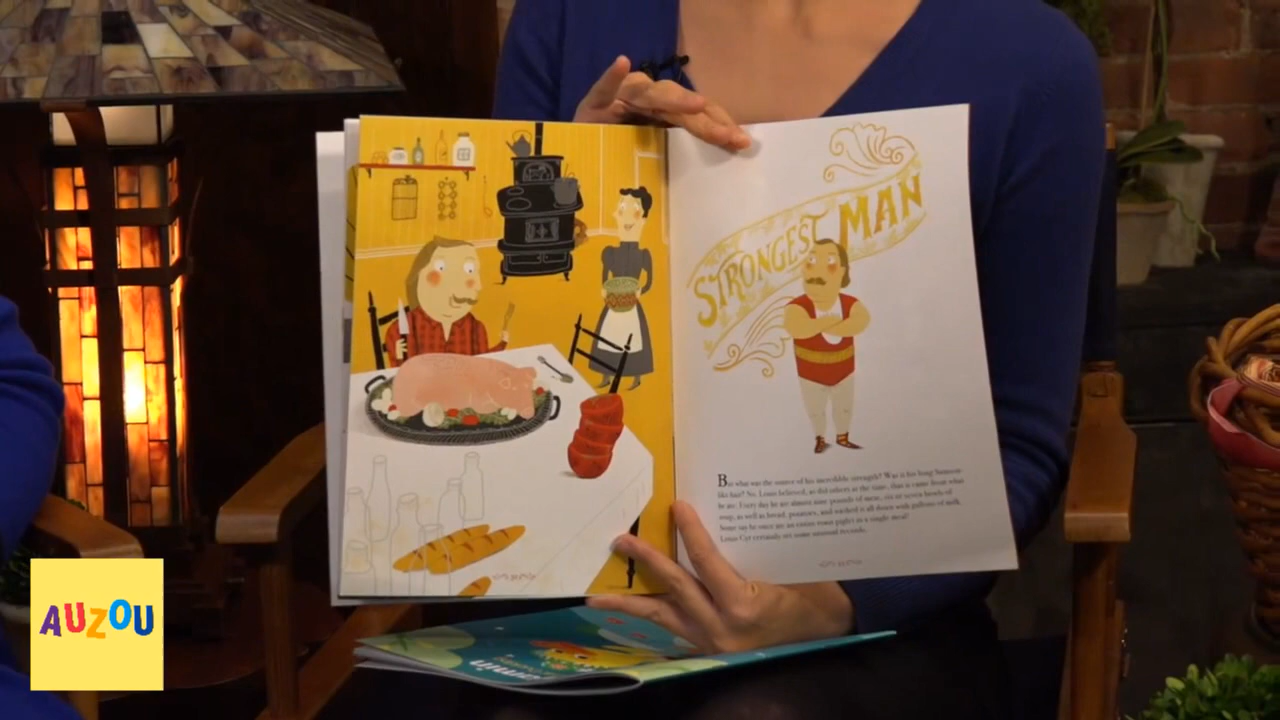 STRONGEST MAN
But what was the source of his incredible strength? Was it his long Samson-
like hair? No. Louis believed, as did others at the time, that it came from what
he ate. Every day he ate almost nine pounds of meat, six or seven bowls of
soup, as well as bread, potatoes, and washed it all down with gallons of milk.
Some say he once ate an entire roast piglet in a single meal!
Louis Cyr certainly set some unusual records.
AUZOU